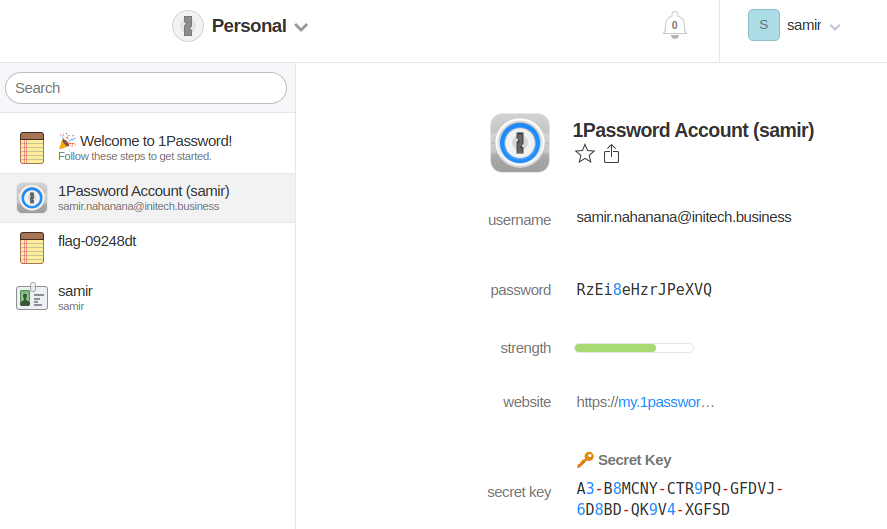 Personal
0
S
samir
Search
🎉 Welcome to 1Password!
Follow these steps to get started.
1Password Account (samir)
samir.nahanana@initech.business
flag-09248dt
samir
samir
1Password Account (samir)
username
samir.nahanana@initech.business
password
RzEi8eHzrJPeXVQ
strength
website
https://my.1passwor…
Secret Key
secret key
A3-B8MCNY-CTR9PQ-GFDVJ-
6D8BD-QK9V4-XGFSD